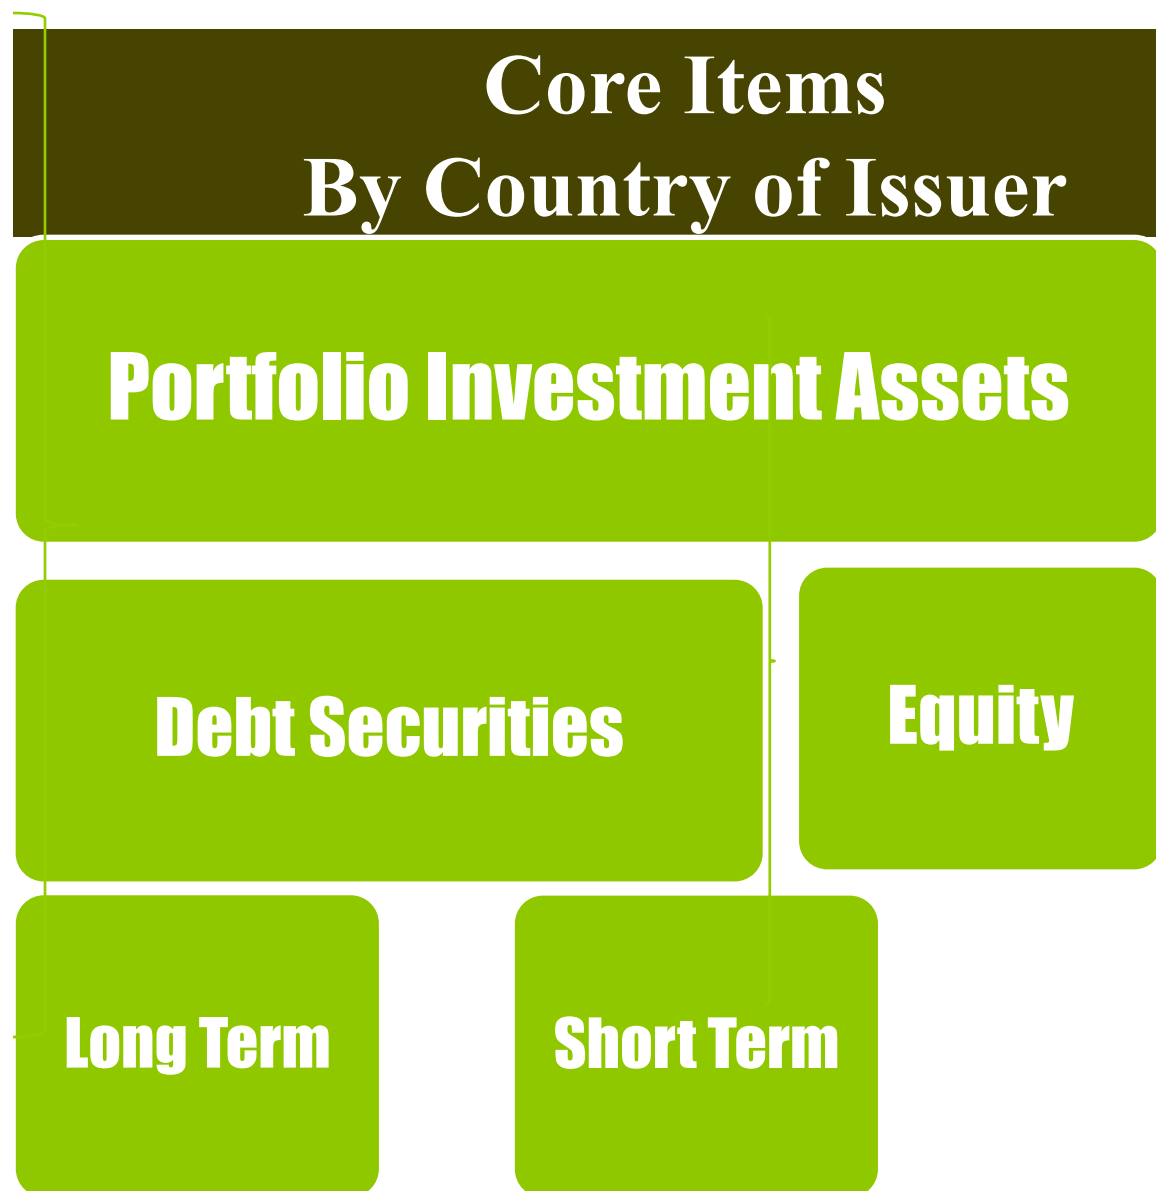 Core Items
By Country of Issuer
Portfolio Investment Assets
Debt Securities
Equity
Long Term
Short Term